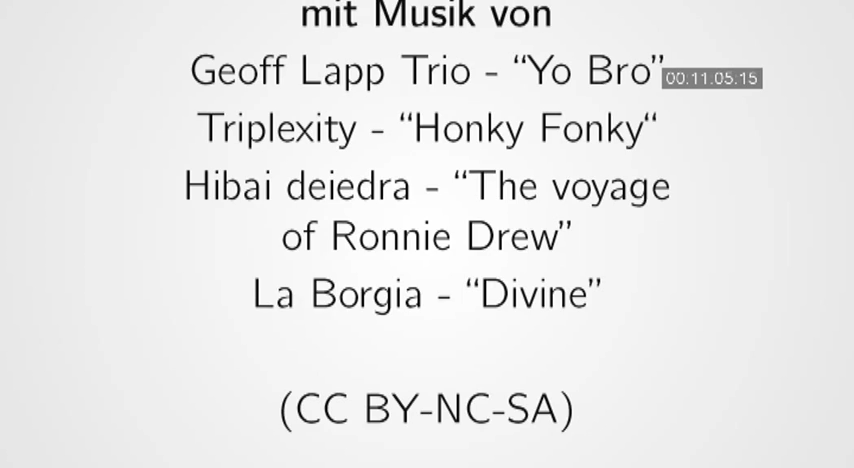 mit Musik von
Geoff Lapp Trio - “Yo Bro”
00:11:05.15
Triplexity - “Honky Fonky“
Hibai deiedra - “The voyage
of Ronnie Drew”
La Borgia - “Divine”
(CC BY-NC-SA)